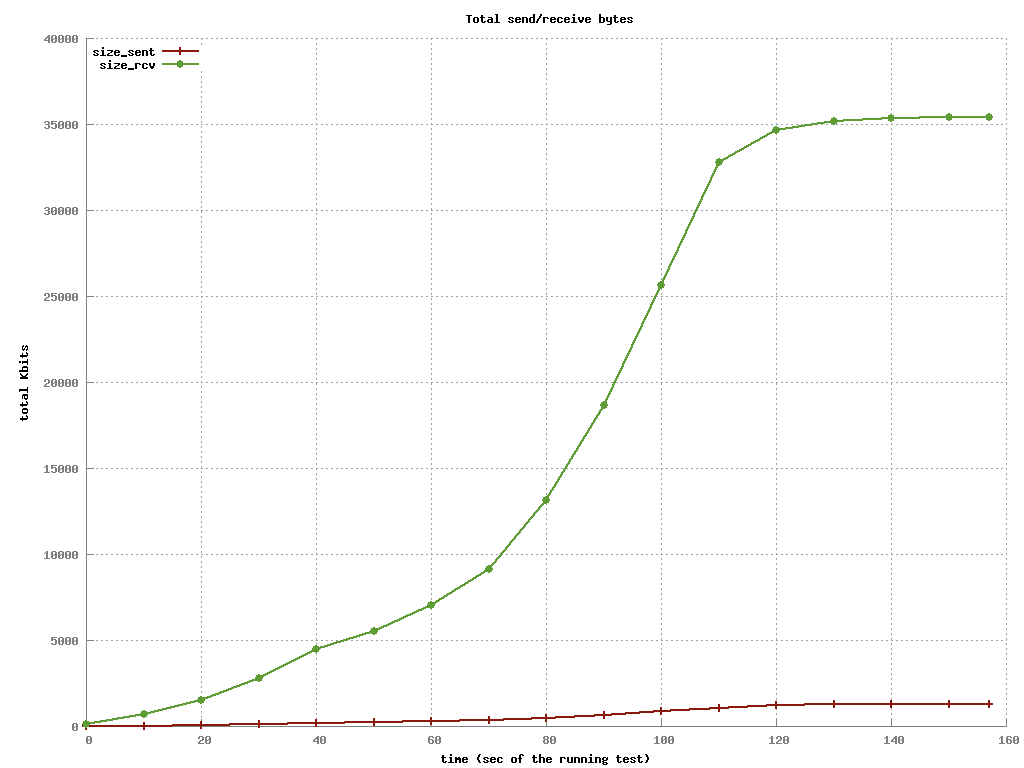 Total send/receive bytes
size_sent
size_rcv
40000
35000
30000
25000
20000
15000
10000
5000
0
total Kbits
0 20 40 60 80 100 120 140 160
time (sec of the running test)